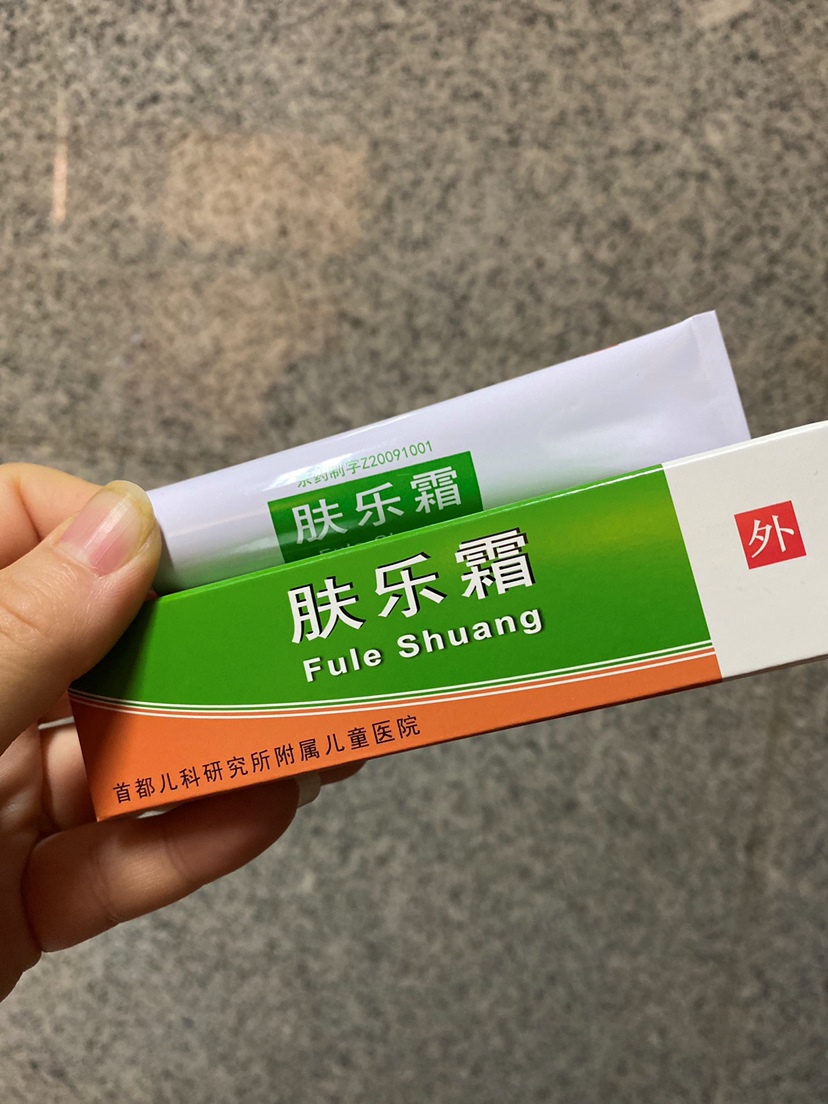 京药制字Z20091001
肤乐霜
肤乐霜
Fule Shuang
外
首都儿科研究所附属儿童医院